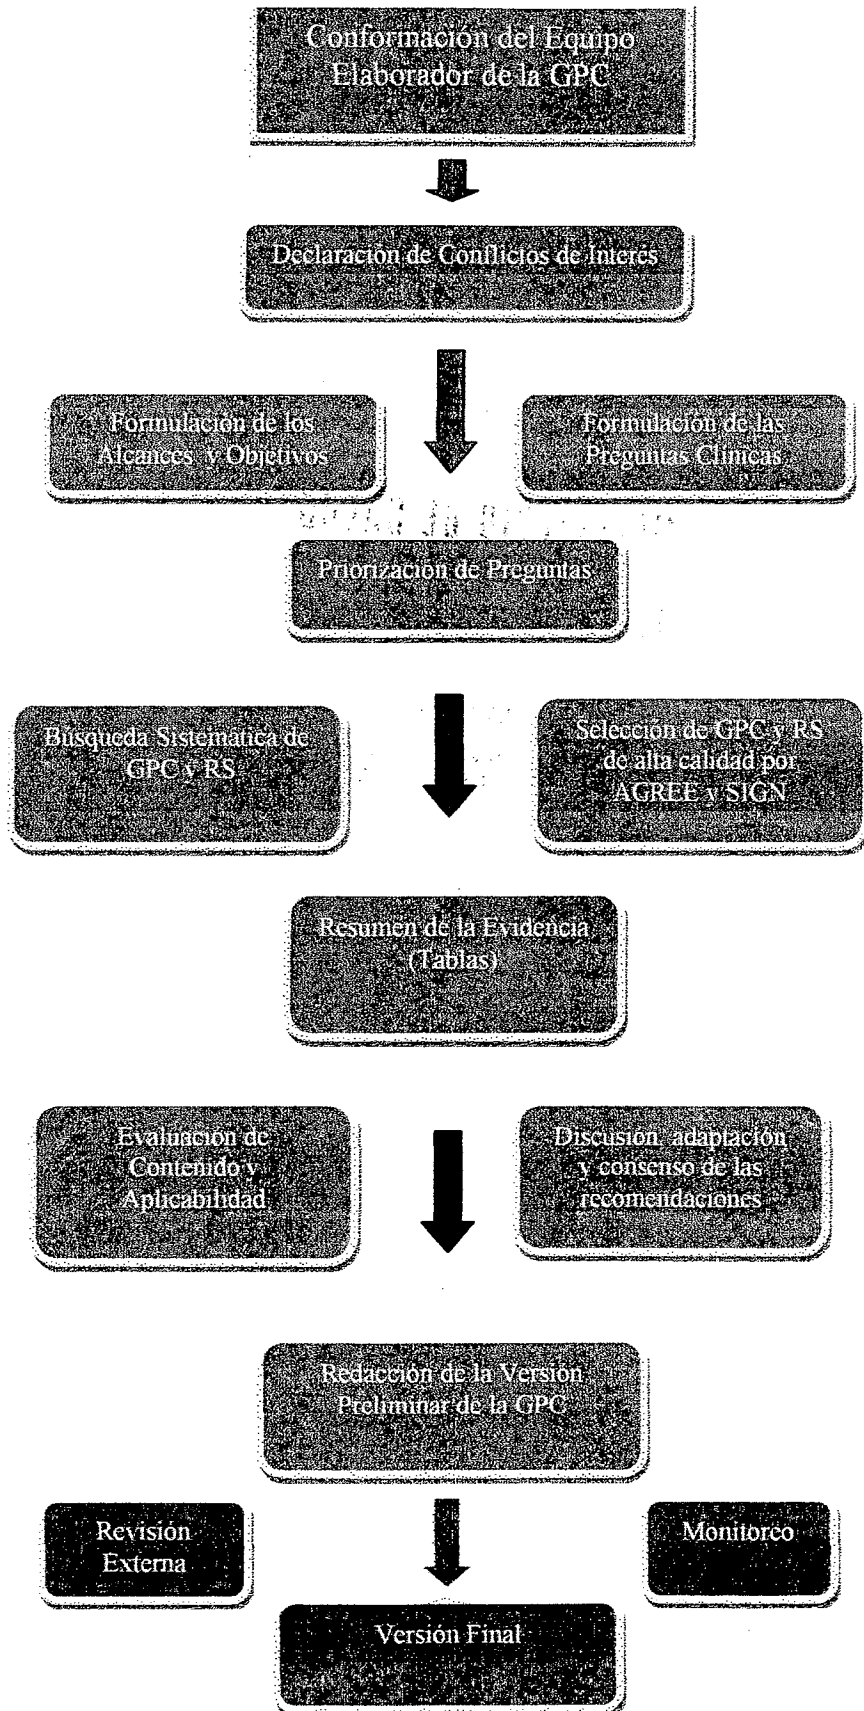 Conformación del Equipo
Elaborador de la GPC
Declaración de Conflictos de Interés
Formulación de los
Alcances y Objetivos
Formulación de las
Preguntas Clínicas
Priorización de Preguntas
Búsqueda Sistemática de
GPC y RS
Selección de GPC y RS
de alta calidad por
AGREE y SIGN
Resumen de la Evidencia
(Tablas)
Evaluación de
Contenido y
Aplicabilidad
Discusión, adaptación
y consenso de las
recomendaciones
Redacción de la Versión
Preliminar de la GPC
Revisión
Externa
Monitoreo
Versión Final